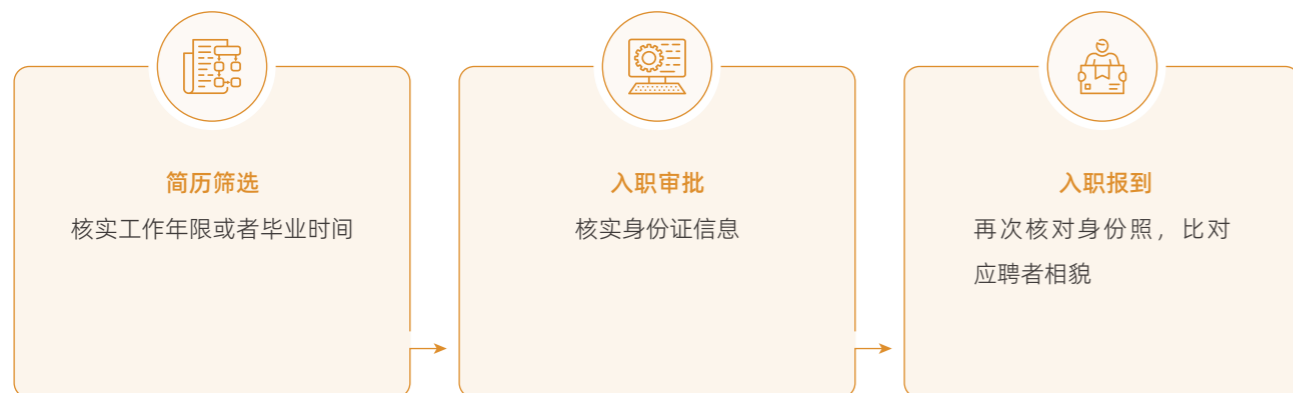 简历筛选
核实工作年限或者毕业时间
入职审批
核实身份证信息
入职报到
再次核对身份照，比对
应聘者相貌